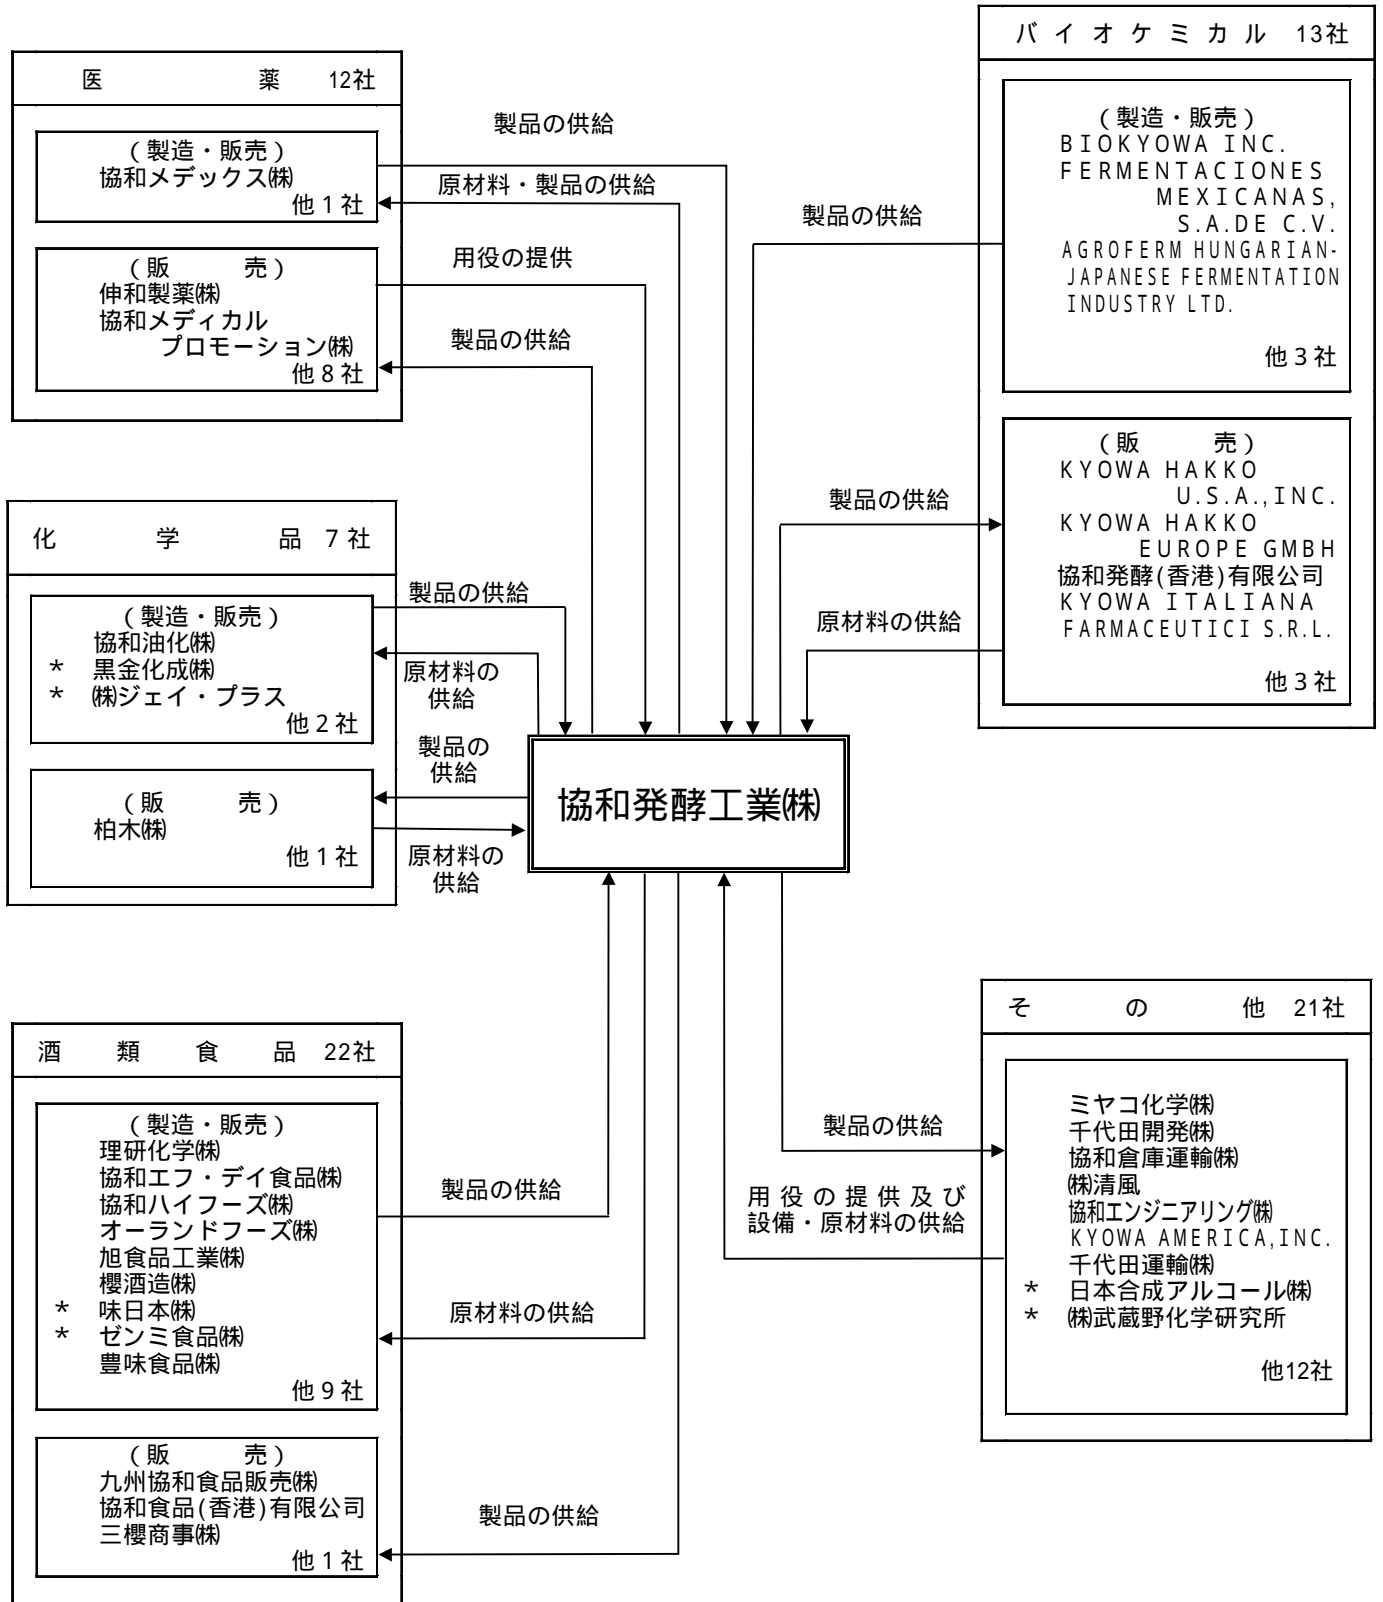 医 薬 12社
(製造・販売)
協和メデックス㈱
他1社
(販 売)
伸和製薬㈱
協和メディカル
プロモーション㈱
他8社
製品の供給
原材料・製品の供給
用役の提供
製品の供給
バイオケミカル 13社
(製造・販売)
BIOKYOWA INC.
FERMENTACIONES
MEXICANAS,
S.A.DE C.V.
AGROFERM HUNGARIAN-
JAPANESE FERMENTATION
INDUSTRY LTD.
他3社
(販 売)
KYOWA HAKKO
U.S.A.,INC.
KYOWA HAKKO
EUROPE GMBH
協和発酵(香港)有限公司
KYOWA ITALIANA
FARMACEUTICI S.R.L.
他3社
製品の供給
製品の供給
原材料の供給
化 学 品 7社
(製造・販売)
協和油化㈱
* 黒金化成㈱
* ㈱ジェイ・プラス
他2社
(販 売)
柏木㈱
他1社
製品の供給
原材料の
供給
製品の
供給
原材料の
供給
協和発酵工業㈱
酒 類 食 品 22社
(製造・販売)
理研化学㈱
協和エフ・デイ食品㈱
協和ハイフーズ㈱
オーランドフーズ㈱
旭食品工業㈱
櫻酒造㈱
* 味日本㈱
* ゼンミ食品㈱
豊味食品㈱
他9社
(販 売)
九州協和食品販売㈱
協和食品(香港)有限公司
三櫻商事㈱
他1社
製品の供給
原材料の供給
製品の供給
製品の供給
用役の提供及び
設備・原材料の供給
そ の 他 21社
ミヤコ化学㈱
千代田開発㈱
協和倉庫運輸㈱
㈱清風
協和エンジニアリング㈱
KYOWA AMERICA,INC.
千代田運輸㈱
* 日本合成アルコール㈱
* ㈱武蔵野化学研究所
他12社